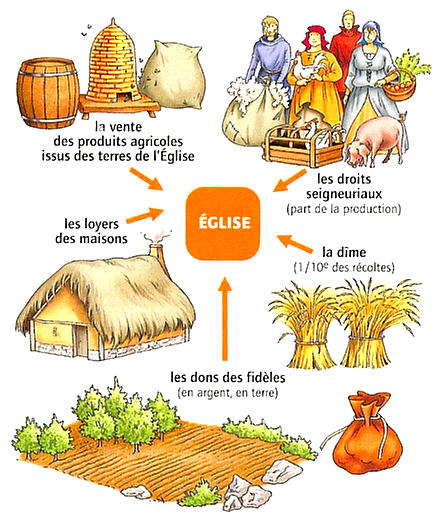 la vente
des produits agricoles
issus des terres de l'Église
les droits
seigneuriaux
(part de la production)
ÉGLISE
les loyers
des maisons
la dîme
(1/10e des récoltes)
les dons des fidèles
(en argent, en terre)